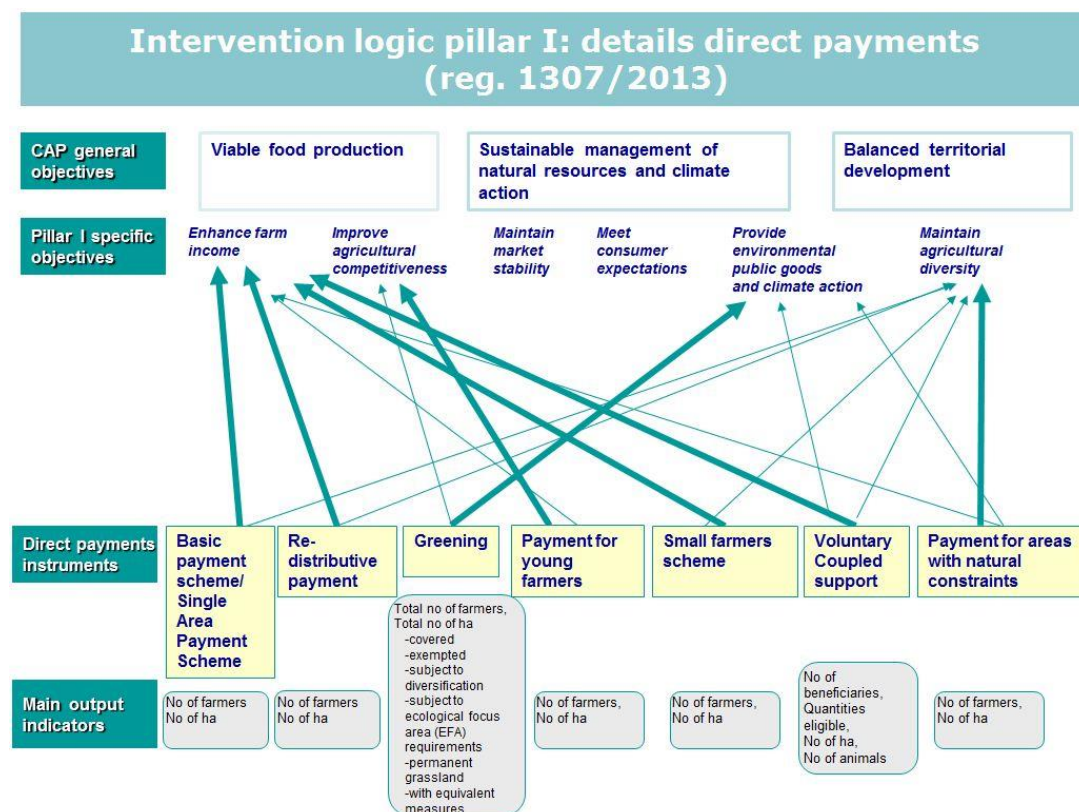 Intervention logic pillar I: details direct payments
(reg. 1307/2013)
CAP general
objectives
Viable food production
Sustainable management of
natural resources and climate
action
Balanced territorial
development
Pillar I specific
objectives
Enhance farm
income
Improve
agricultural
competitiveness
Maintain
market
stability
Meet
consumer
expectations
Provide
environmental
public goods
and climate action
Maintain
agricultural
diversity
Direct payments
instruments
Basic
payment
scheme/
Single
Area
Payment
Scheme
Re-
distributive
payment
Greening
Payment for
young
farmers
Small farmers
scheme
Voluntary
Coupled
support
Payment for areas
with natural
constraints
Main output
indicators
No of farmers
No of ha
No of farmers
No of ha
Total no of farmers,
Total no of ha
-covered
-exempted
-subject to
diversification
-subject to
ecological focus
area (EFA)
requirements
-permanent
grassland
-with equivalent
measures
No of farmers,
No of ha
No of farmers,
No of ha
No of
beneficiaries,
Quantities
eligible,
No of ha,
No of animals
No of farmers,
No of ha